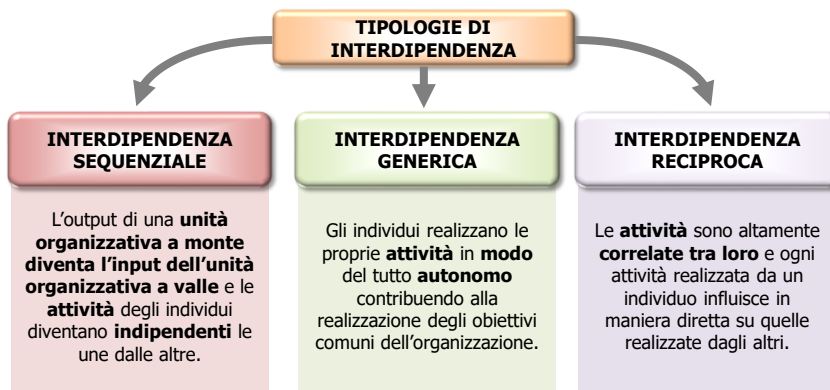 TIPOLOGIE DI
INTERDIPENDENZA
INTERDIPENDENZA
SEQUENZIALE
L'output di una unità
organizzativa a monte
diventa l'input dell'unità
organizzativa a valle e le
attività degli individui
diventano indipendenti le
une dalle altre.
INTERDIPENDENZA
GENERICA
Gli individui realizzano le
proprie attività in modo
del tutto autonomo
contribuendo alla
realizzazione degli obiettivi
comuni dell'organizzazione.
INTERDIPENDENZA
RECIPROCA
Le attività sono altamente
correlate tra loro e ogni
attività realizzata da un
individuo influisce in
maniera diretta su quelle
realizzate dagli altri.